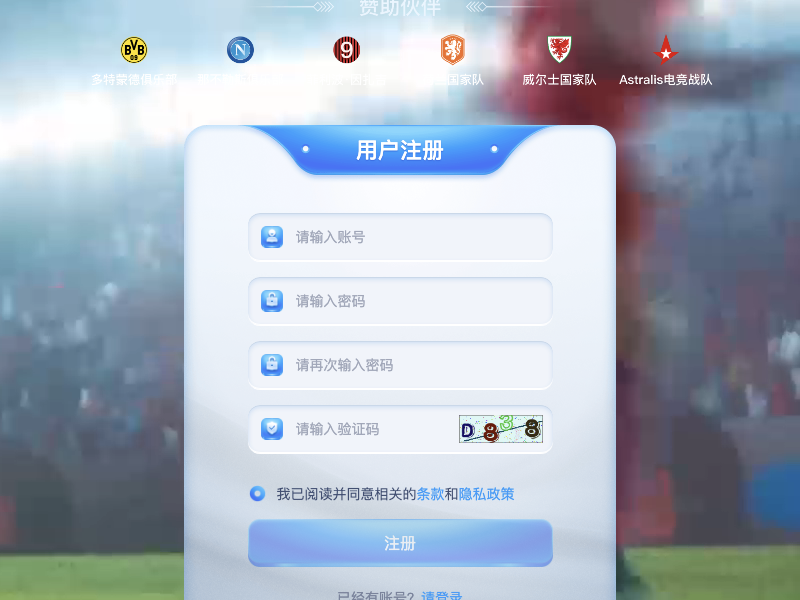 赞助伙伴
BVB 09
N
9
多特蒙德俱乐部
国家队
威尔士国家队
Astralis电竞战队
用户注册
请输入账号
请输入密码
请再次输入密码
请输入验证码
D 8 3 8
我已阅读并同意相关的条款和隐私政策
注册
已经有账号? 请登录